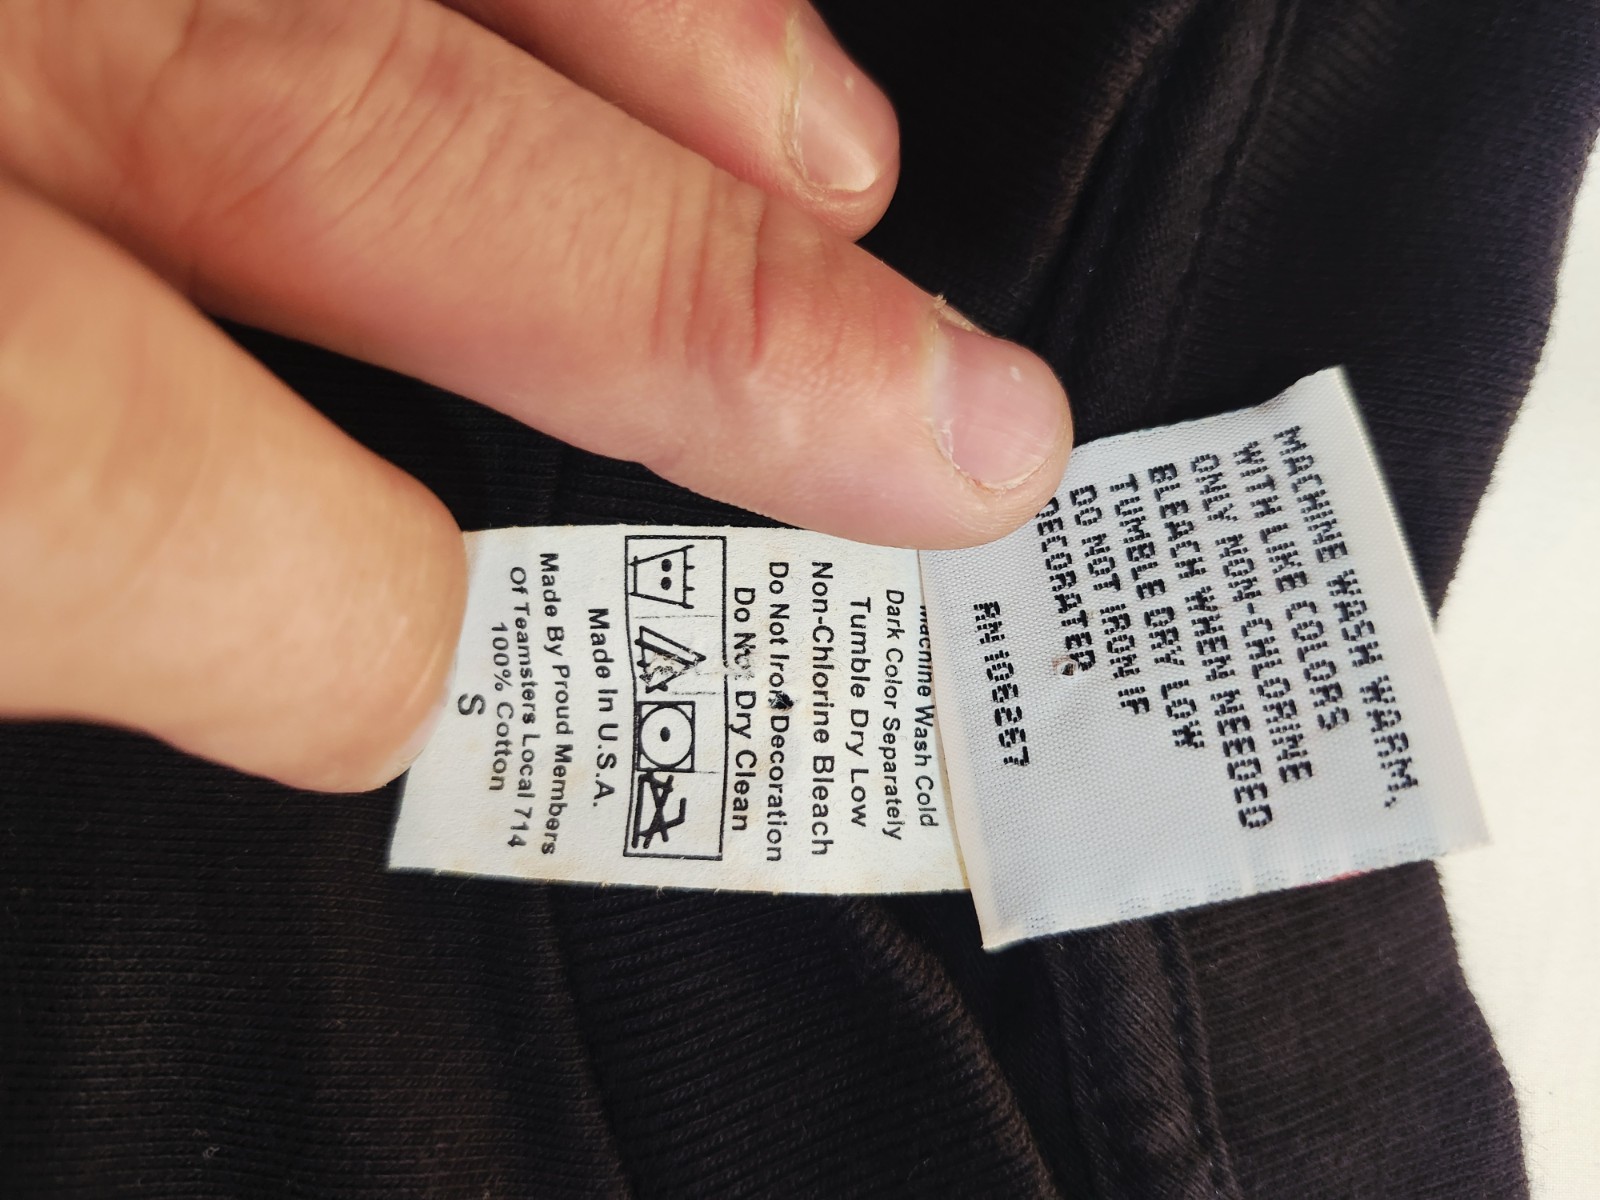 MACHINE WASH WARM,
WITH LIKE COLORS
ONLY NON-CHLORINE
BLEACH WHEN NEEDED
TUMBLE DRY LOW
DO NOT IRON IF
DECORATED
RN 106257
Machine Wash Cold
Dark Color Separately
Tumble Dry Low
Non-Chlorine Bleach
Do Not Iron Decoration
Do Not Dry Clean
Made In U.S.A.
Made By Proud Members
Of Teamsters Local 714
100% Cotton
S